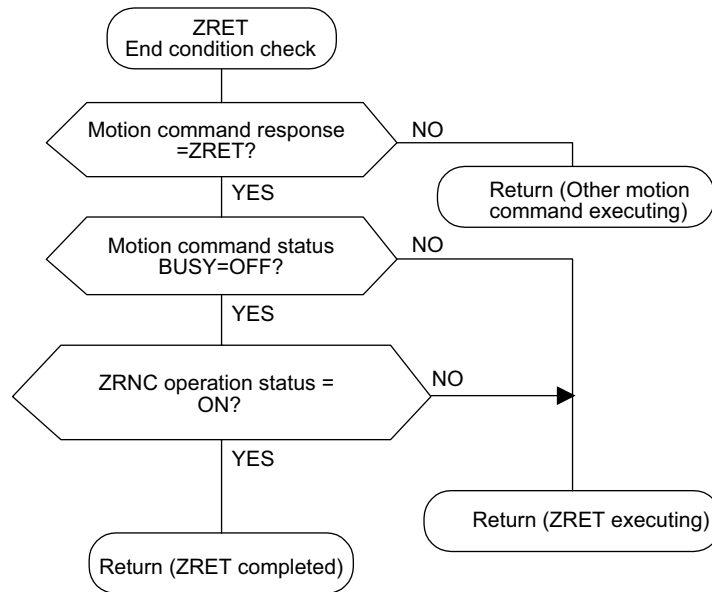 ZRET
End condition check
Motion command response
=ZRET?
NO
YES
Return (Other motion
command executing)
Motion command status
BUSY=OFF?
NO
YES
ZRNC operation status =
ON?
NO
YES
Return (ZRET executing)
Return (ZRET completed)